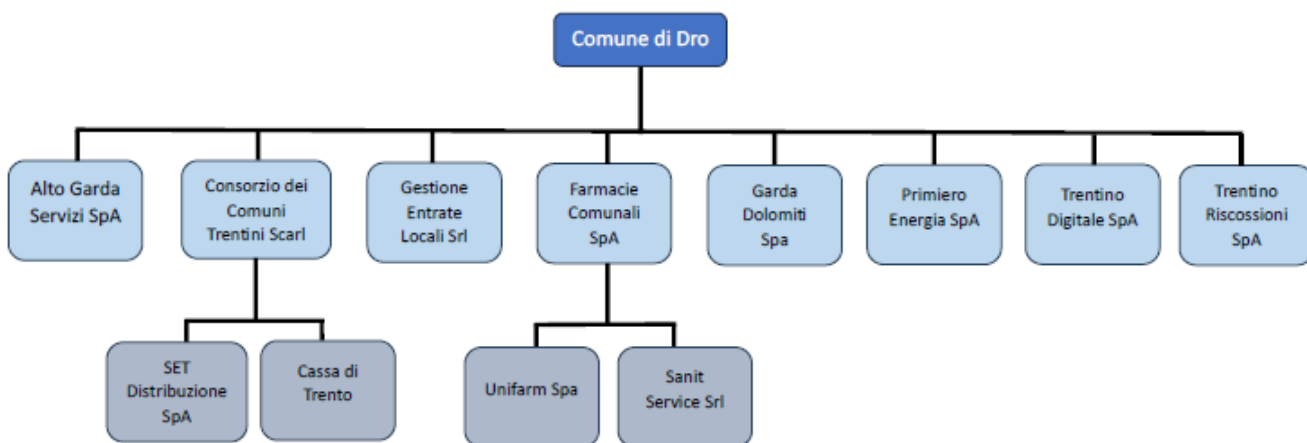 Comune di Dro
Alto Garda
Servizi SpA
Consorzio dei
Comuni
Trentini Scarl
Gestione
Entrate
Locali Srl
Farmacie
Comunali
SpA
Garda
Dolomiti
Spa
Primiero
Energia SpA
Trentino
Digitale SpA
Trentino
Riscossioni
SpA
SET
Distribuzione
SpA
Cassa di
Trento
Unifarm Spa
Sanit
Service Srl